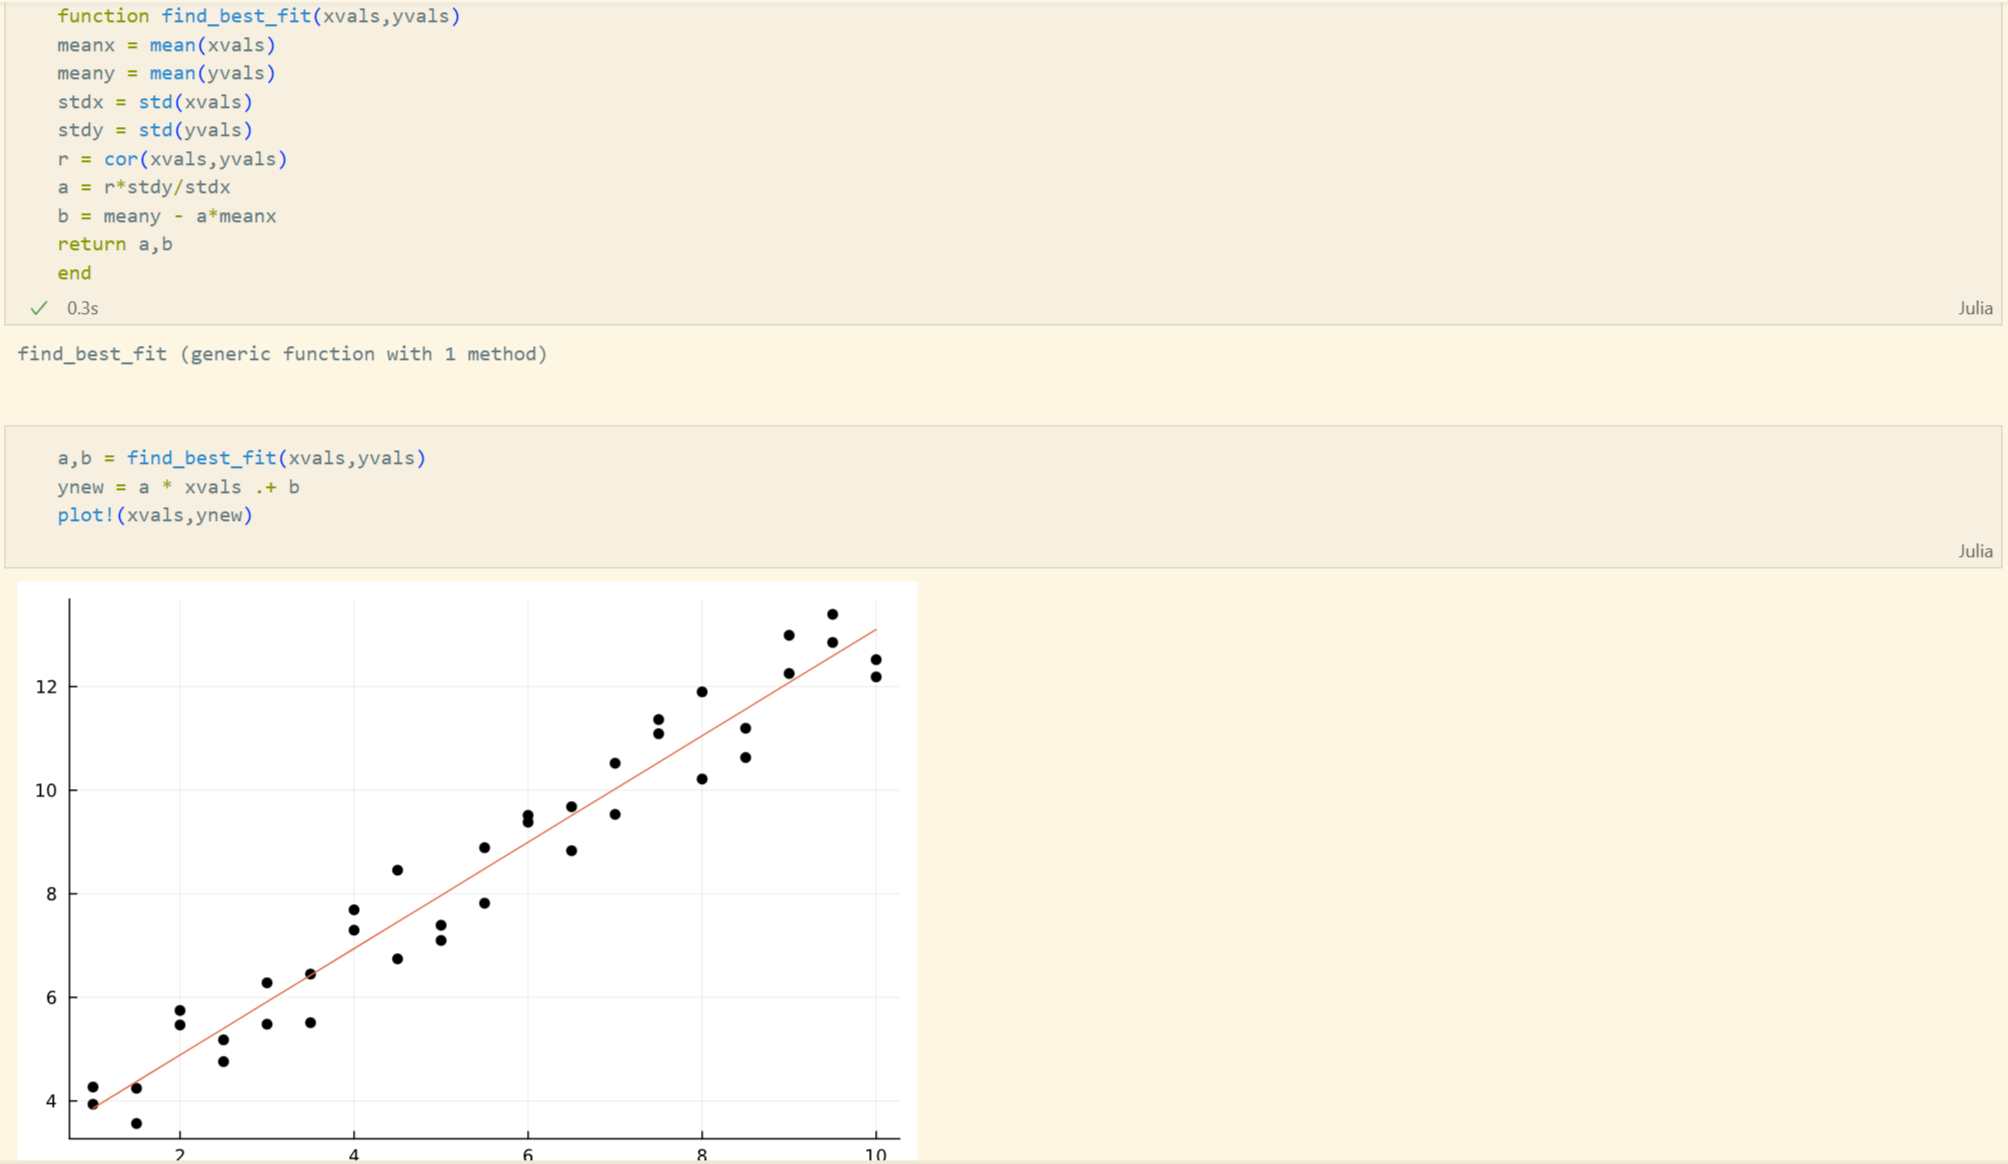 function find_best_fit(xvals,yvals)
meanx = mean(xvals)
meany = mean(yvals)
stdx = std(xvals)
stdy = std(yvals)
r = cor(xvals,yvals)
a = r*stdy/stdx
b = meany - a*meanx
return a,b
end
0.3s
Julia
find_best_fit (generic function with 1 method)
a,b = find_best_fit(xvals,yvals)
ynew = a * xvals .+ b
plot!(xvals,ynew)
Julia
12
10
8
6
4
2 4 6 8 10